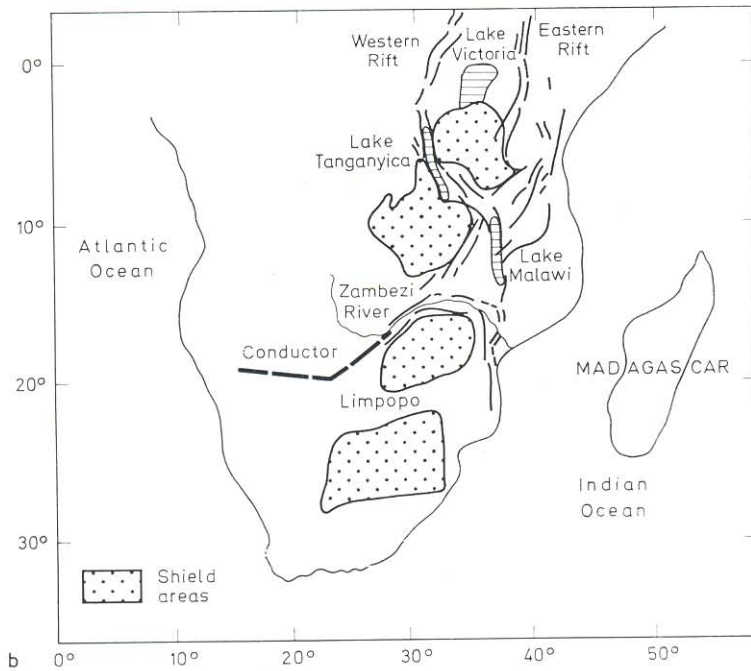 Western
Rift
Lake
Victoria
Eastern
Rift
0°
Lake
Tanganyica
10°
Atlantic
Ocean
Lake
Malawi
Zambezi
River
Conductor
20°
MADAGASCAR
Limpopo
Indian
Ocean
30°
Shield
areas
b
0°
10°
20°
30°
40°
50°